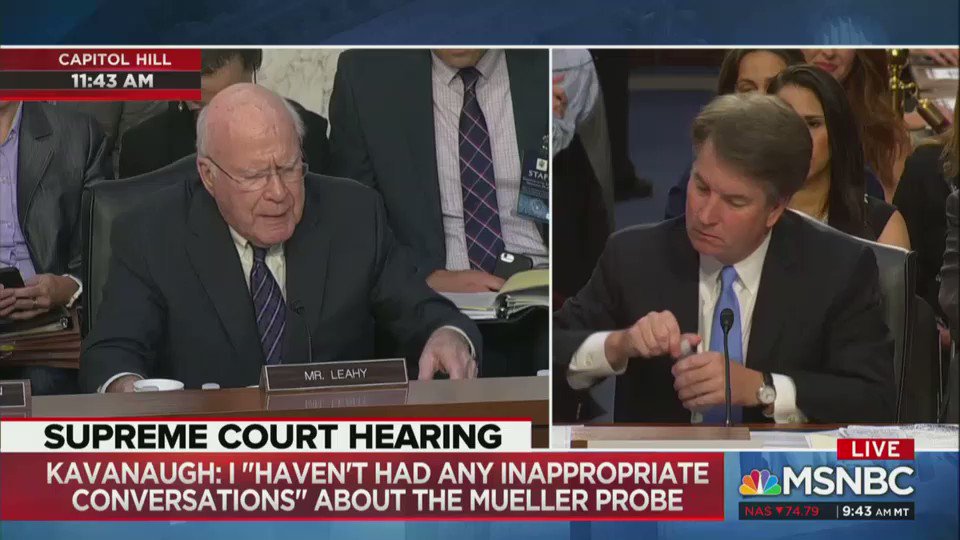 CAPITOL HILL
11:43 AM
STAFF
MR. LEAHY
SUPREME COURT HEARING
KAVANAUGH: I "HAVEN'T HAD ANY INAPPROPRIATE
CONVERSATIONS" ABOUT THE MUELLER PROBE
LIVE
MSNBC
NAS ▼74.79
9:43 AM MT